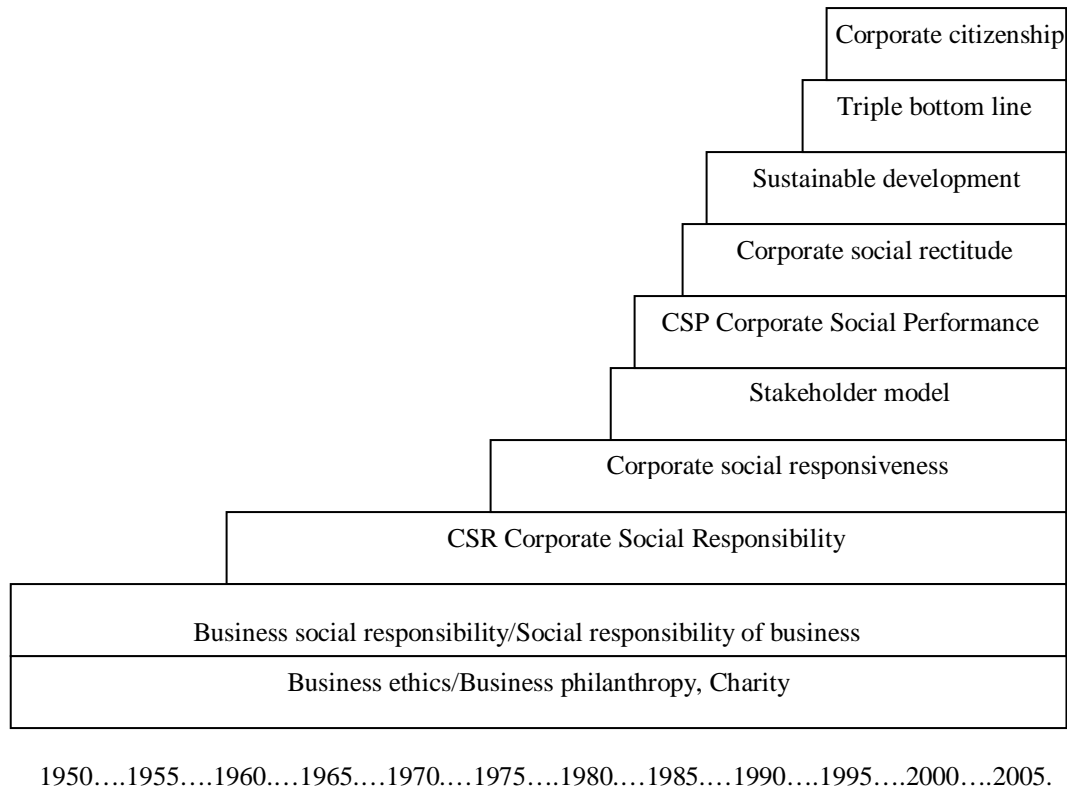 Corporate citizenship
Triple bottom line
Sustainable development
Corporate social rectitude
CSP Corporate Social Performance
Stakeholder model
Corporate social responsiveness
CSR Corporate Social Responsibility
Business social responsibility/Social responsibility of business
Business ethics/Business philanthropy, Charity
1950….1955….1960….1965….1970.…1975….1980….1985….1990….1995….2000….2005.